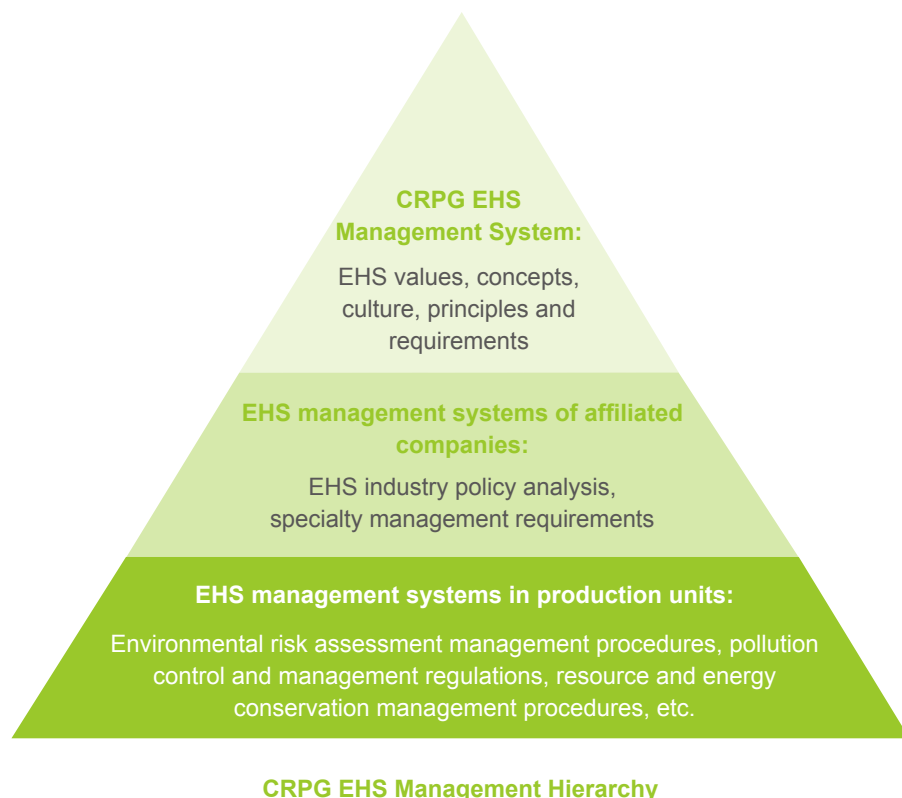 CRPG EHS
Management System:
EHS values, concepts,
culture, principles and
requirements
EHS management systems of affiliated
companies:
EHS industry policy analysis,
specialty management requirements
EHS management systems in production units:
Environmental risk assessment management procedures, pollution
control and management regulations, resource and energy
conservation management procedures, etc.
CRPG EHS Management Hierarchy